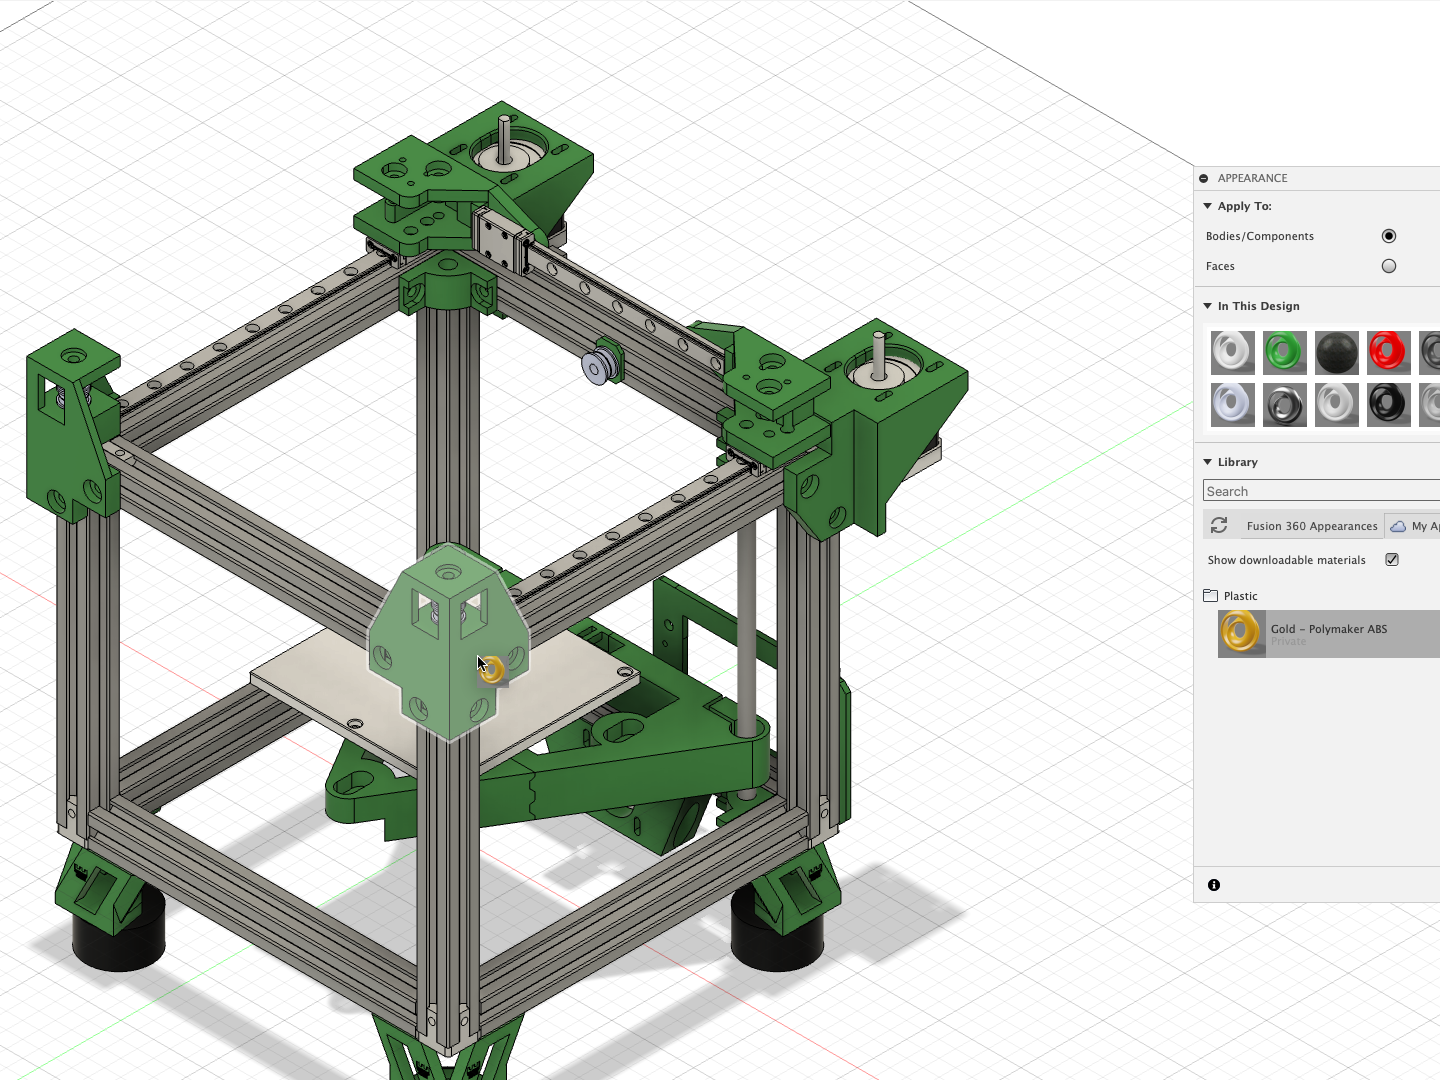 APPEARANCE
Apply To:
Bodies/Components
Faces
In This Design
Library
Search
Fusion 360 Appearances
My
Show downloadable materials
Plastic
Gold - Polymaker ABS
Private